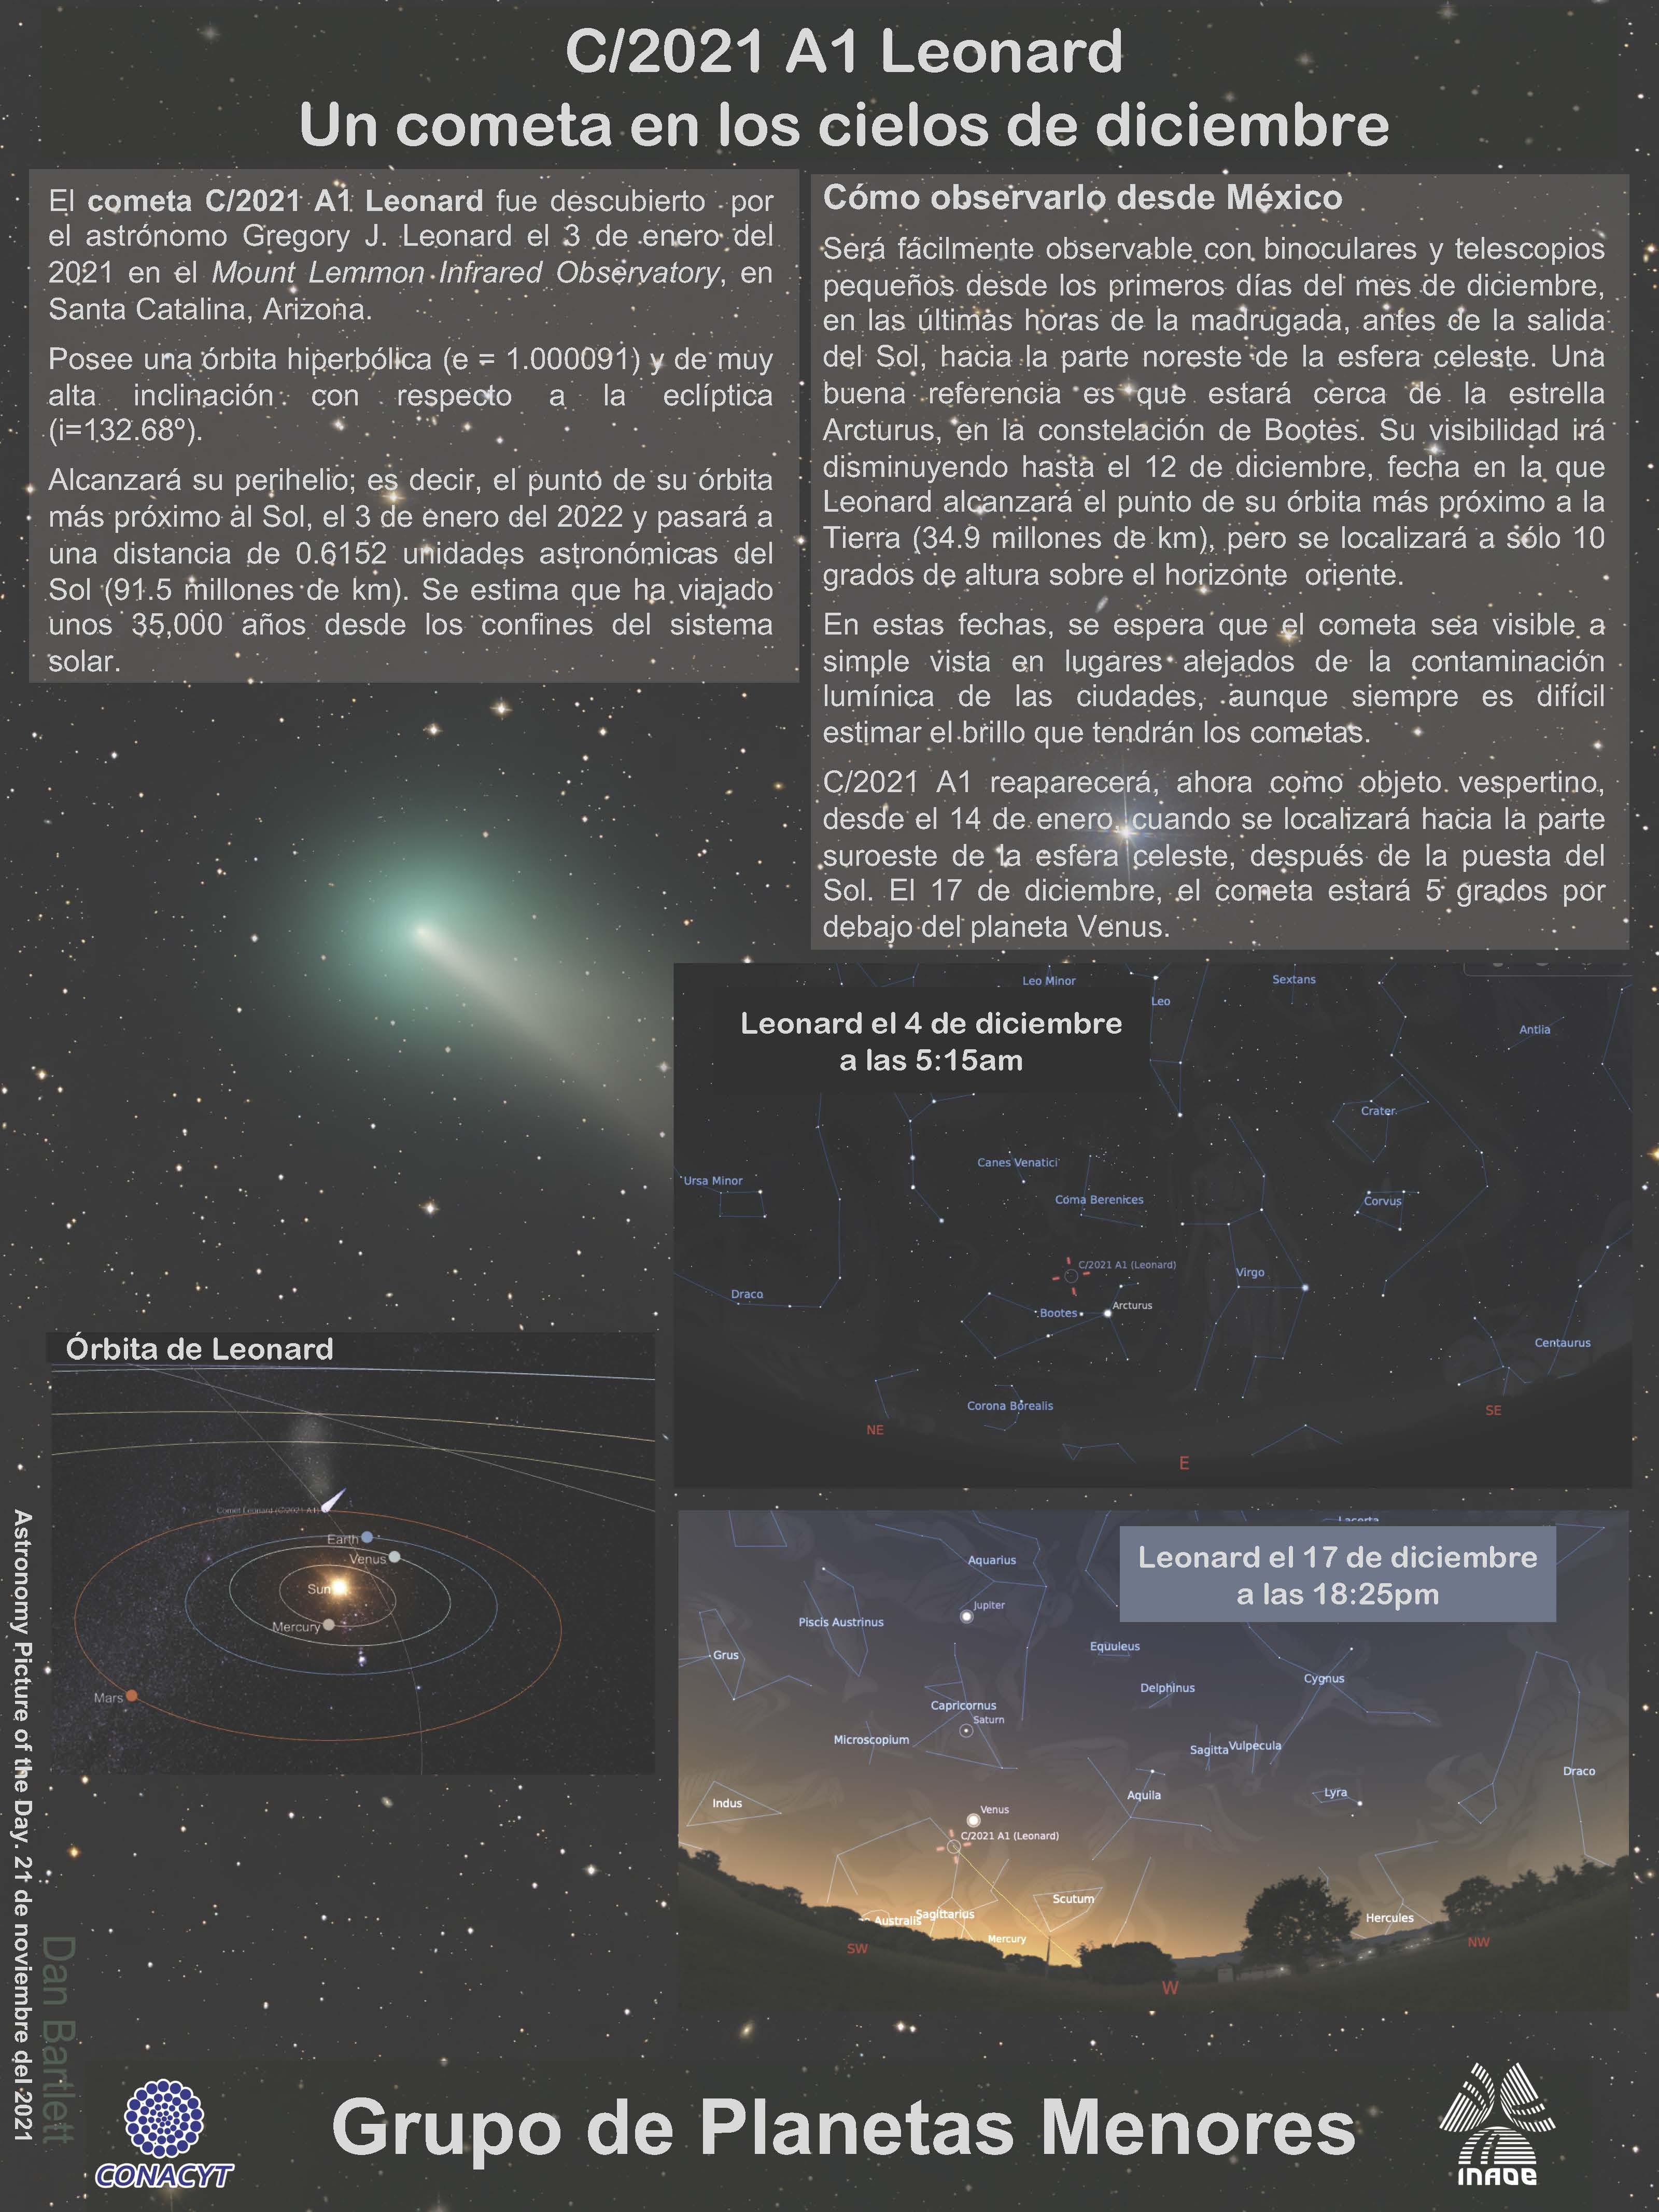 C/2021 A1 Leonard
Un cometa en los cielos de diciembre
El cometa C/2021 A1 Leonard fue descubierto por
el astrónomo Gregory J. Leonard el 3 de enero del
2021 en el Mount Lemmon Infrared Observatory, en
Santa Catalina, Arizona.
Posee una órbita hiperbólica (e = 1.000091) y de muy
alta inclinación con respecto a la eclíptica
(i=132.68º).
Alcanzará su perihelio; es decir, el punto de su órbita
más próximo al Sol, el 3 de enero del 2022 y pasará a
una distancia de 0.6152 unidades astronómicas del
Sol (91.5 millones de km). Se estima que ha viajado
unos 35,000 años desde los confines del sistema
solar.
Cómo observarlo desde México
Será fácilmente observable con binoculares y telescopios
pequeños desde los primeros días del mes de diciembre,
en las últimas horas de la madrugada, antes de la salida
del Sol, hacia la parte noreste de la esfera celeste. Una
buena referencia es que estará cerca de la estrella
Arcturus, en la constelación de Bootes. Su visibilidad irá
disminuyendo hasta el 12 de diciembre, fecha en la que
Leonard alcanzará el punto de su órbita más próximo a la
Tierra (34.9 millones de km), pero se localizará a sólo 10
grados de altura sobre el horizonte oriente.
En estas fechas, se espera que el cometa sea visible a
simple vista en lugares alejados de la contaminación
lumínica de las ciudades, aunque siempre es difícil
estimar el brillo que tendrán los cometas.
C/2021 A1 reaparecerá, ahora como objeto vespertino,
desde el 14 de enero, cuando se localizará hacia la parte
suroeste de la esfera celeste, después de la puesta del
Sol. El 17 de diciembre, el cometa estará 5 grados por
debajo del planeta Venus.
Leonard el 4 de diciembre
a las 5:15am
Leo Minor
Leo
Sextans
Antlia
Crater
Canes Venatici
Ursa Minor
Coma Berenices
Corvus
C/2021 A1 (Leonard)
Virgo
Draco
Bootes
Arcturus
Centaurus
Corona Borealis
NE
E
SE
Órbita de Leonard
Comet Leonard (C/2021 A1)
Earth
Venus
Sun
Mercury
Mars
Leonard el 17 de diciembre
a las 18:25pm
Lacerta
Aquarius
Jupiter
Piscis Austrinus
Grus
Equuleus
Cygnus
Delphinus
Capricornus
Saturn
Microscopium
Sagitta
Vulpecula
Draco
Indus
Aquila
Lyra
Venus
C/2021 A1 (Leonard)
Scutum
Sagittarius
Australis
Hercules
Mercury
SW
W
NW
Astronomy Picture of the Day. 21 de noviembre del 2021
Dan Bartlett
CONACYT
Grupo de Planetas Menores
INAOE